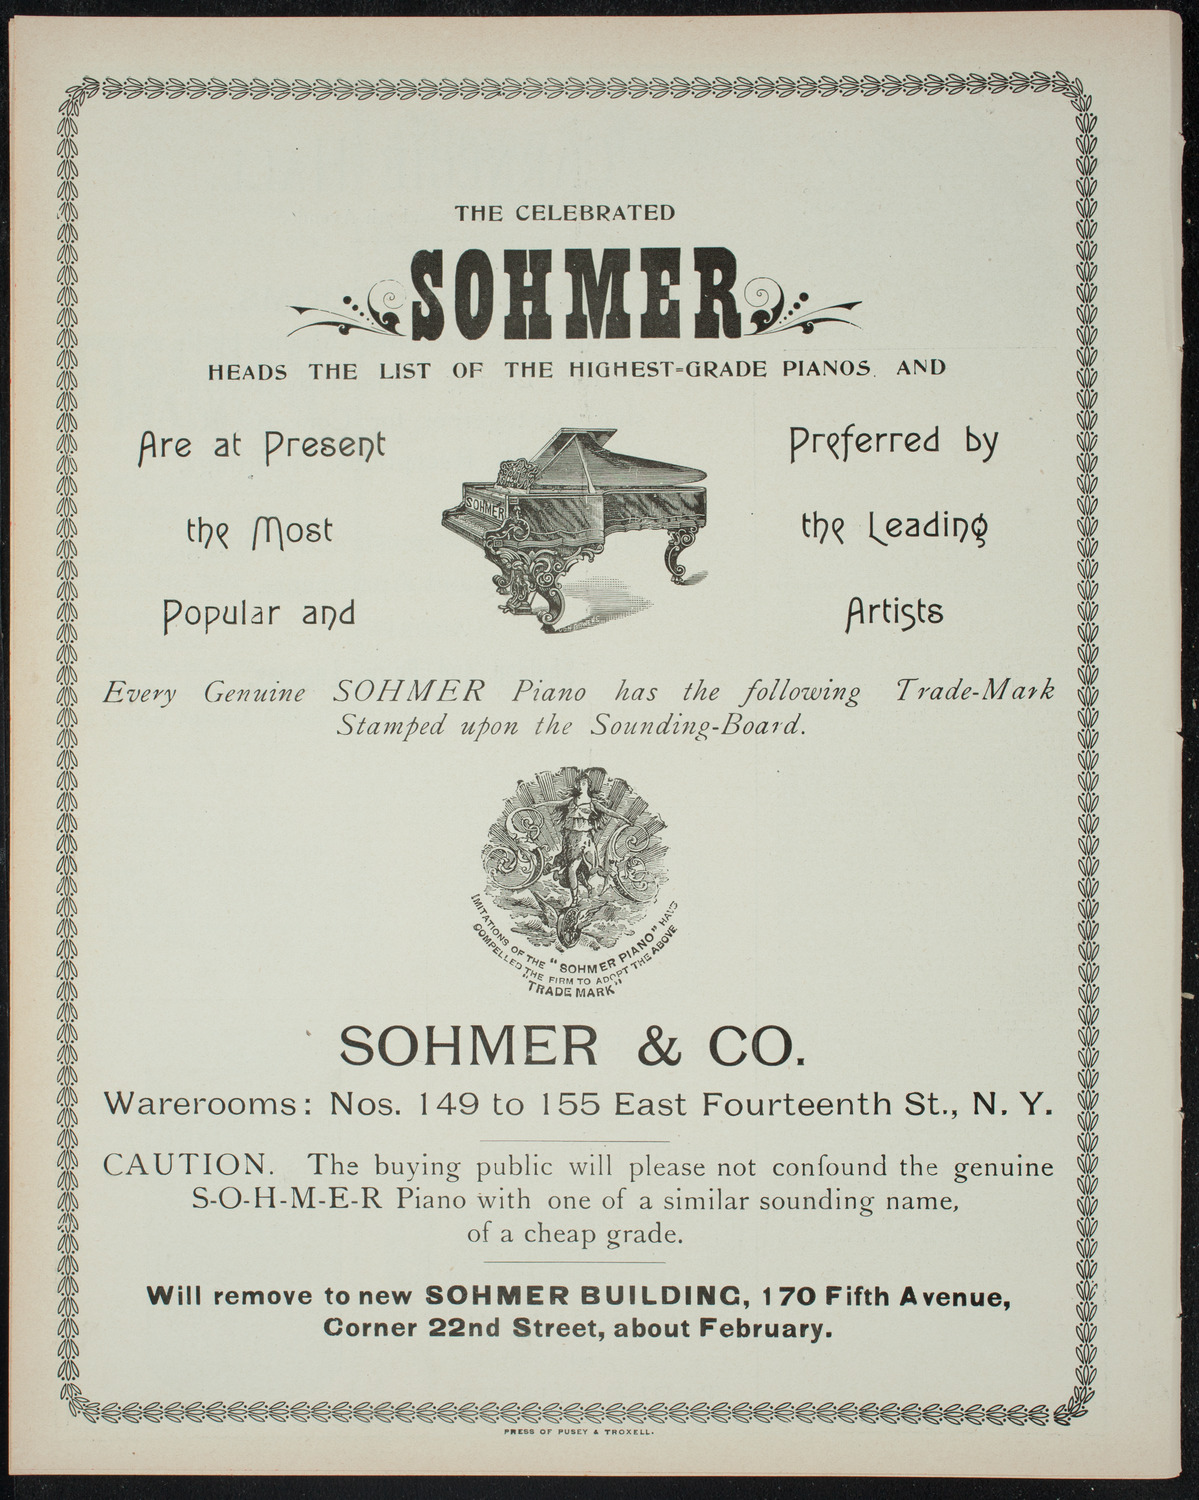 THE CELEBRATED
SOHMER
HEADS THE LIST OF THE HIGHEST=GRADE PIANOS. AND
Are at Present
the Most
Popular and
SOHMER
Preferred by
the Leading
Artists
Every Genuine SOHMER Piano has the following Trade-Mark
Stamped upon the Sounding-Board.
IMITATIONS OF THE "SOHMER PIANO" HAVE
COMPELLED THE FIRM TO ADOPT THE ABOVE
"TRADE MARK"
SOHMER & CO.
Warerooms: Nos. 149 to 155 East Fourteenth St., N. Y.
CAUTION. The buying public will please not confound the genuine
S-O-H-M-E-R Piano with one of a similar sounding name,
of a cheap grade.
Will remove to new SOHMER BUILDING, 170 Fifth Avenue,
Corner 22nd Street, about February.
PRESS OF PUSEY & TROXELL.